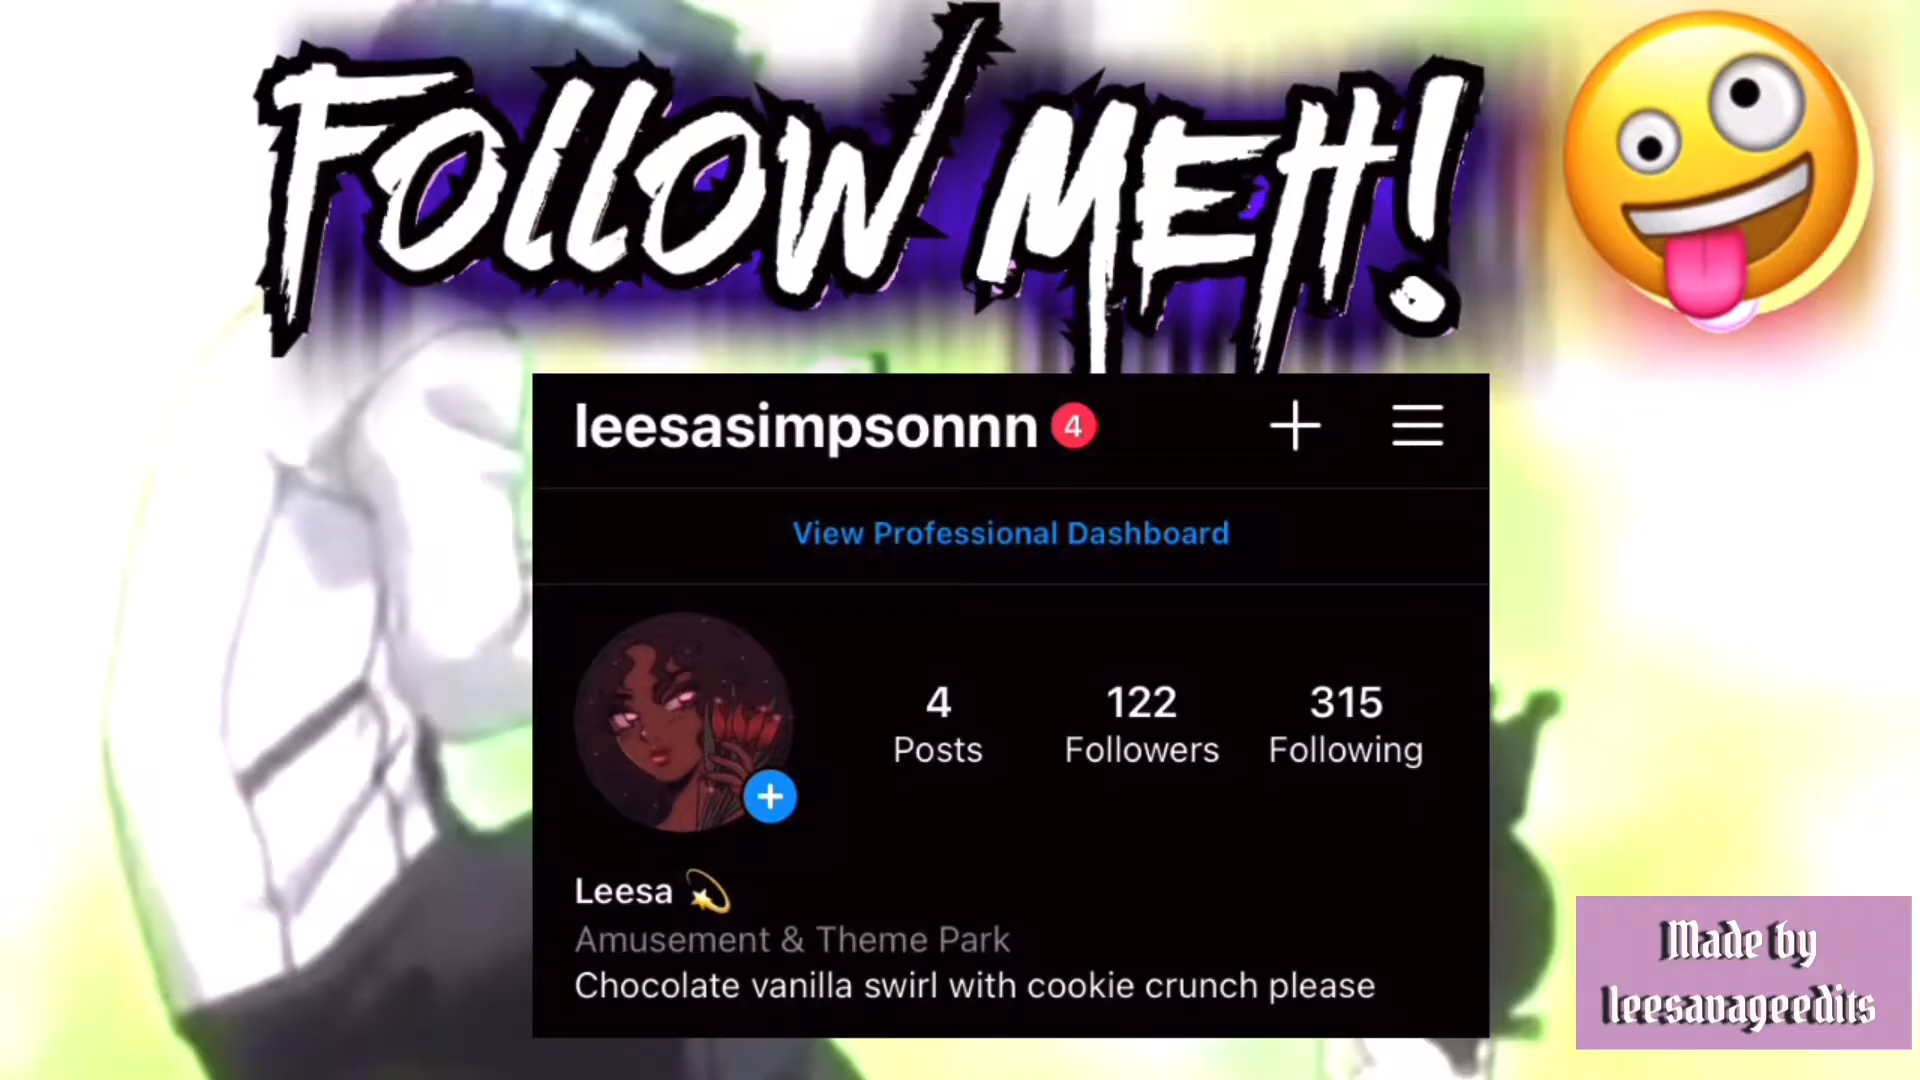 Follow meh!
leesasimpsonnn 4
View Professional Dashboard
4 122 315
Posts Followers Following
Leesa
Amusement & Theme Park
Chocolate vanilla swirl with cookie crunch please
Made by
leesavageedits